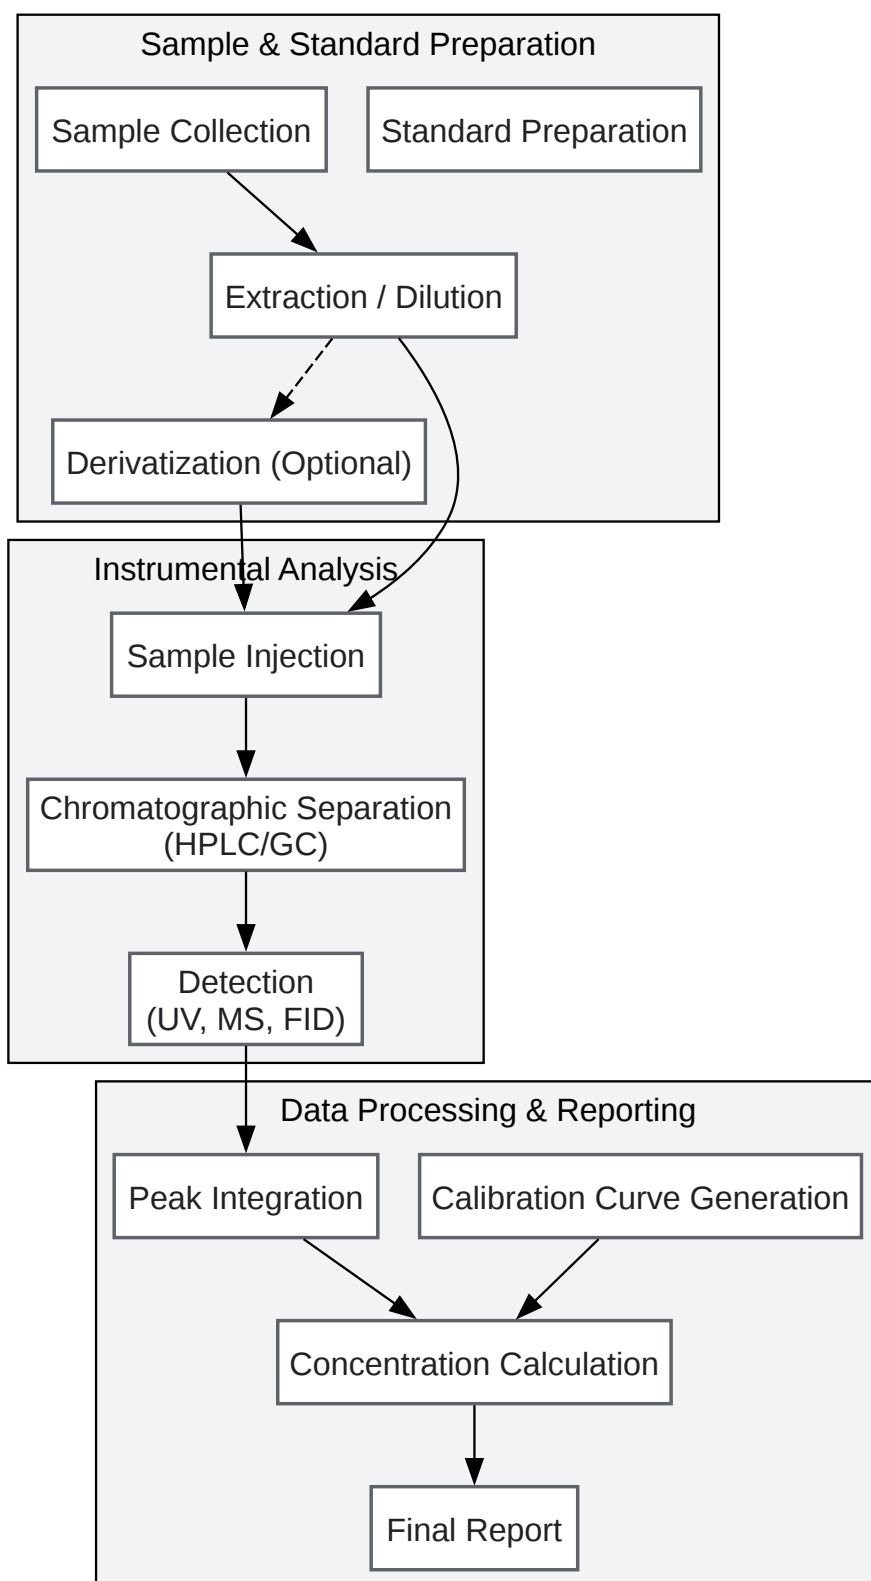 Sample & Standard Preparation
Sample Collection
Standard Preparation
Extraction / Dilution
Derivatization (Optional)
Instrumental Analysis
Sample Injection
Chromatographic Separation
(HPLC/GC)
Detection
(UV, MS, FID)
Data Processing & Reporting
Peak Integration
Calibration Curve Generation
Concentration Calculation
Final Report